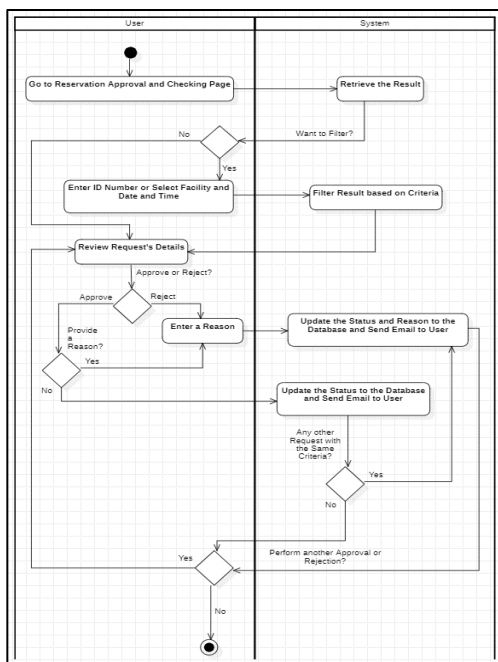 User
System
Go to Reservation Approval and Checking Page
Retrieve the Result
No
Want to Filter?
Yes
Enter ID Number or Select Facility and
Date and Time
Filter Result based on Criteria
Review Request's Details
Approve or Reject?
Approve
Reject
Provide
a
Reason?
Enter a Reason
Update the Status and Reason to the
Database and Send Email to User
Yes
No
Update the Status to the Database
and Send Email to User
Any other
Request with
the Same
Criteria?
Yes
No
Yes
Perform another Approval or
Rejection?
No